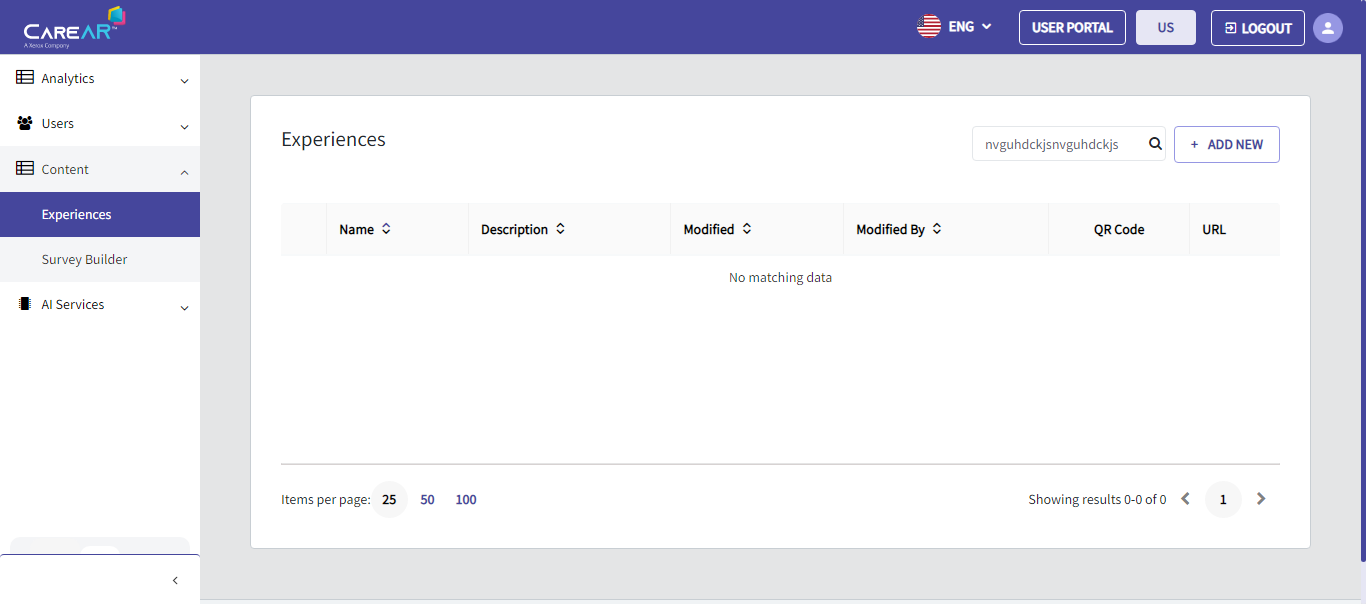 CAREAR™
A Xerox Company
ENG
USER PORTAL
US
LOGOUT
Analytics
Users
Content
Experiences
Survey Builder
AI Services
Experiences
nvguhdckjsnvguhdckjs
+ ADD NEW
Name
Description
Modified
Modified By
QR Code
URL
No matching data
Items per page: 25 50 100
Showing results 0-0 of 0
1